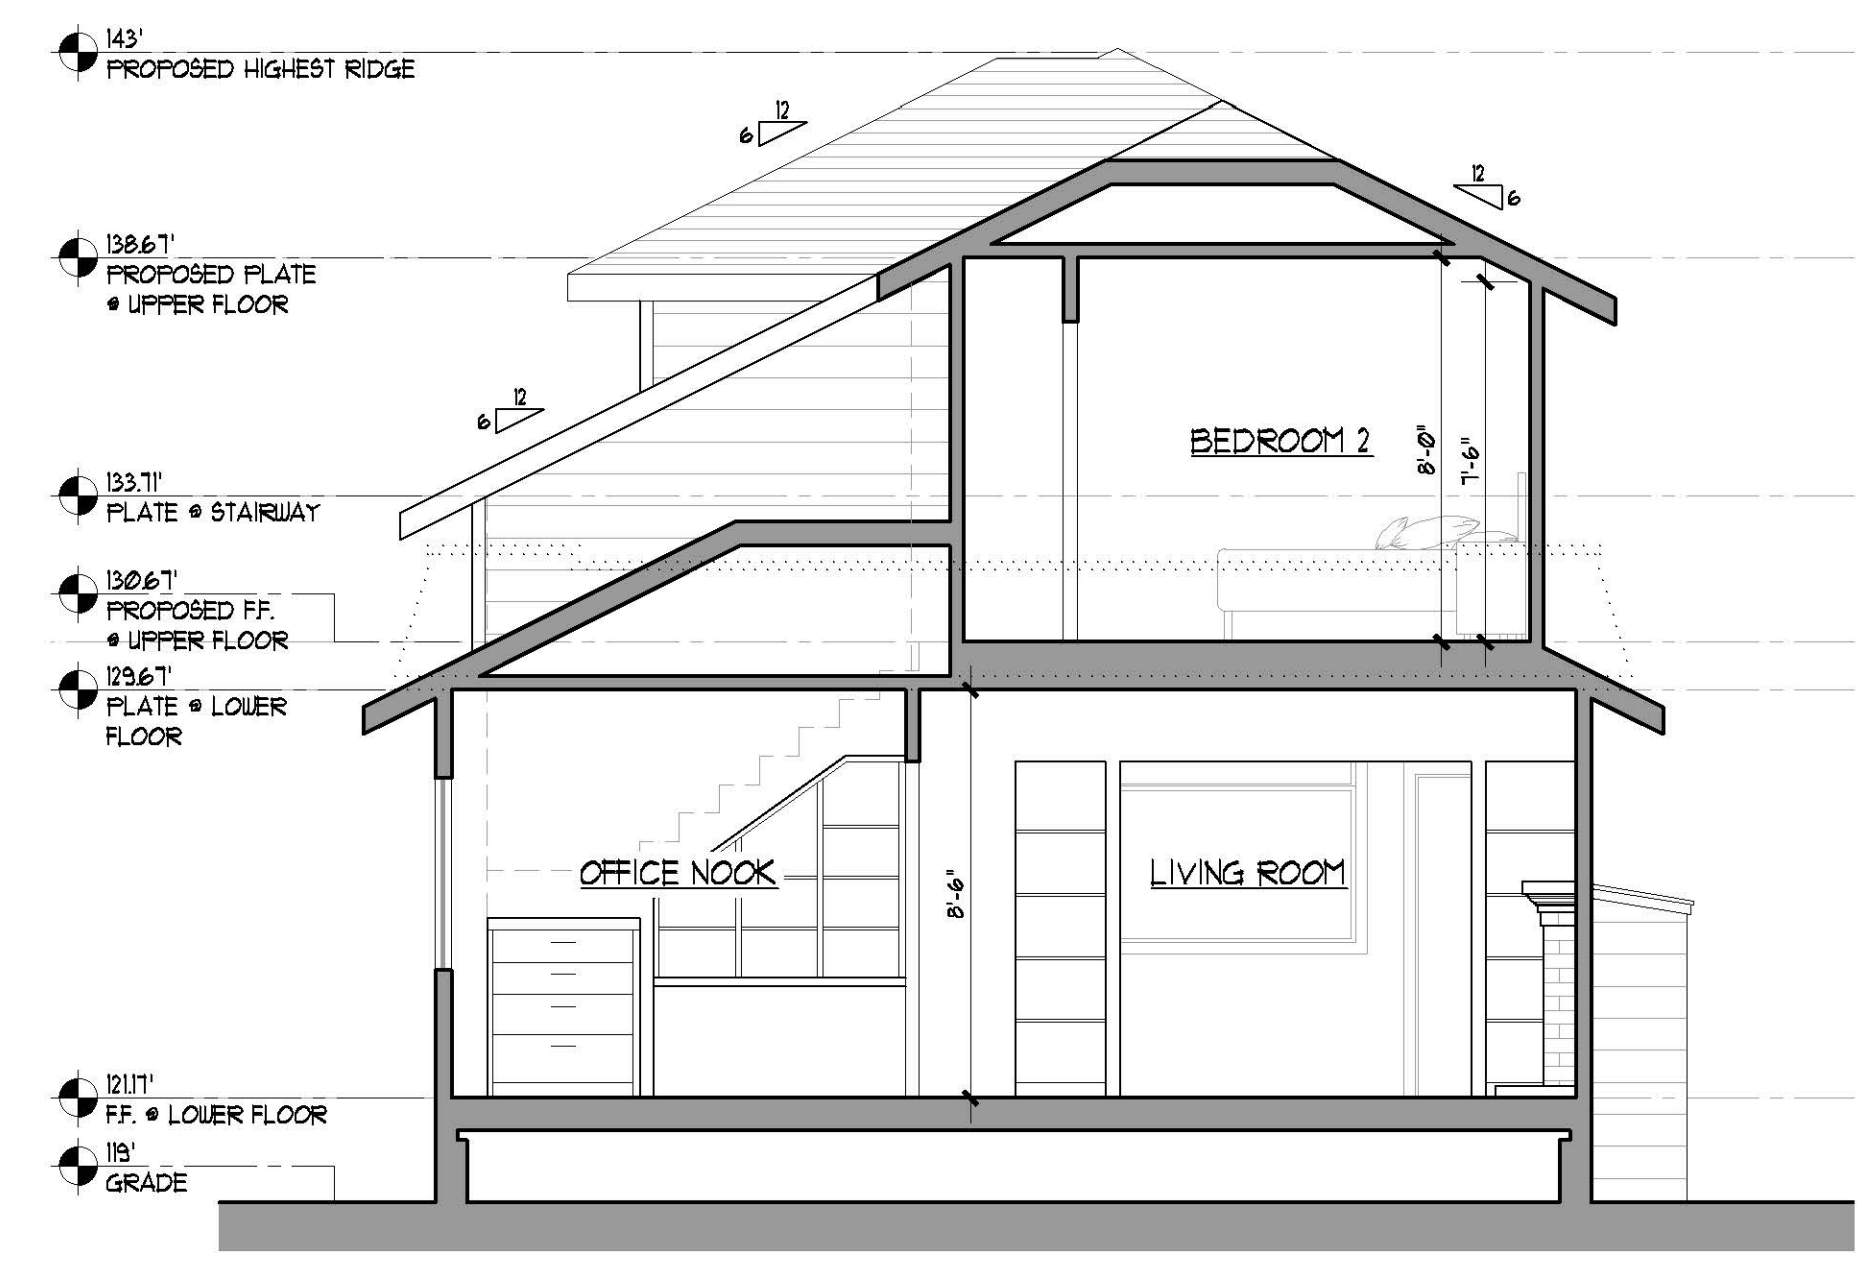 143'
PROPOSED HIGHEST RIDGE
12
6
12
6
138.67'
PROPOSED PLATE
@ UPPER FLOOR
12
6
BEDROOM 2
8'-0"
7'-6"
133.71'
PLATE @ STAIRWAY
130.67'
PROPOSED F.F.
@ UPPER FLOOR
129.67'
PLATE @ LOWER
FLOOR
OFFICE NOOK
8'-6"
LIVING ROOM
121.17'
F.F. @ LOWER FLOOR
119'
GRADE